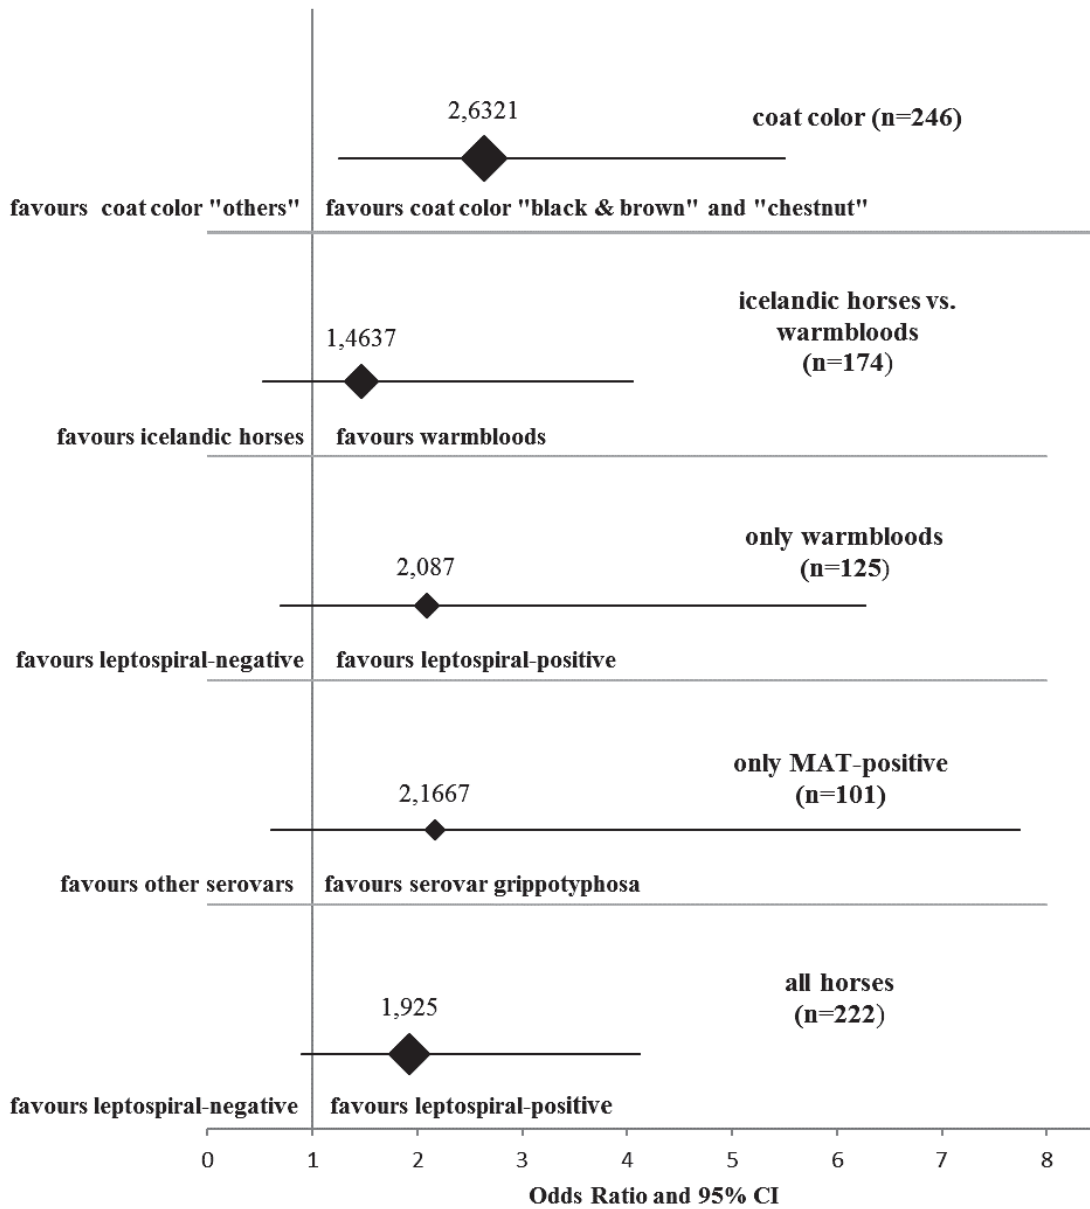 2,6321
coat color (n=246)
favours  coat color "others"
favours coat color "black & brown" and "chestnut"
icelandic horses vs.
warmbloods
(n=174)
1,4637
favours icelandic horses
favours warmbloods
only warmbloods
(n=125)
2,087
favours leptospiral-negative
favours leptospiral-positive
only MAT-positive
(n=101)
2,1667
favours other serovars
favours serovar grippotyphosa
all horses
(n=222)
1,925
favours leptospiral-negative
favours leptospiral-positive
0 1 2 3 4 5 6 7 8
Odds Ratio and 95% CI